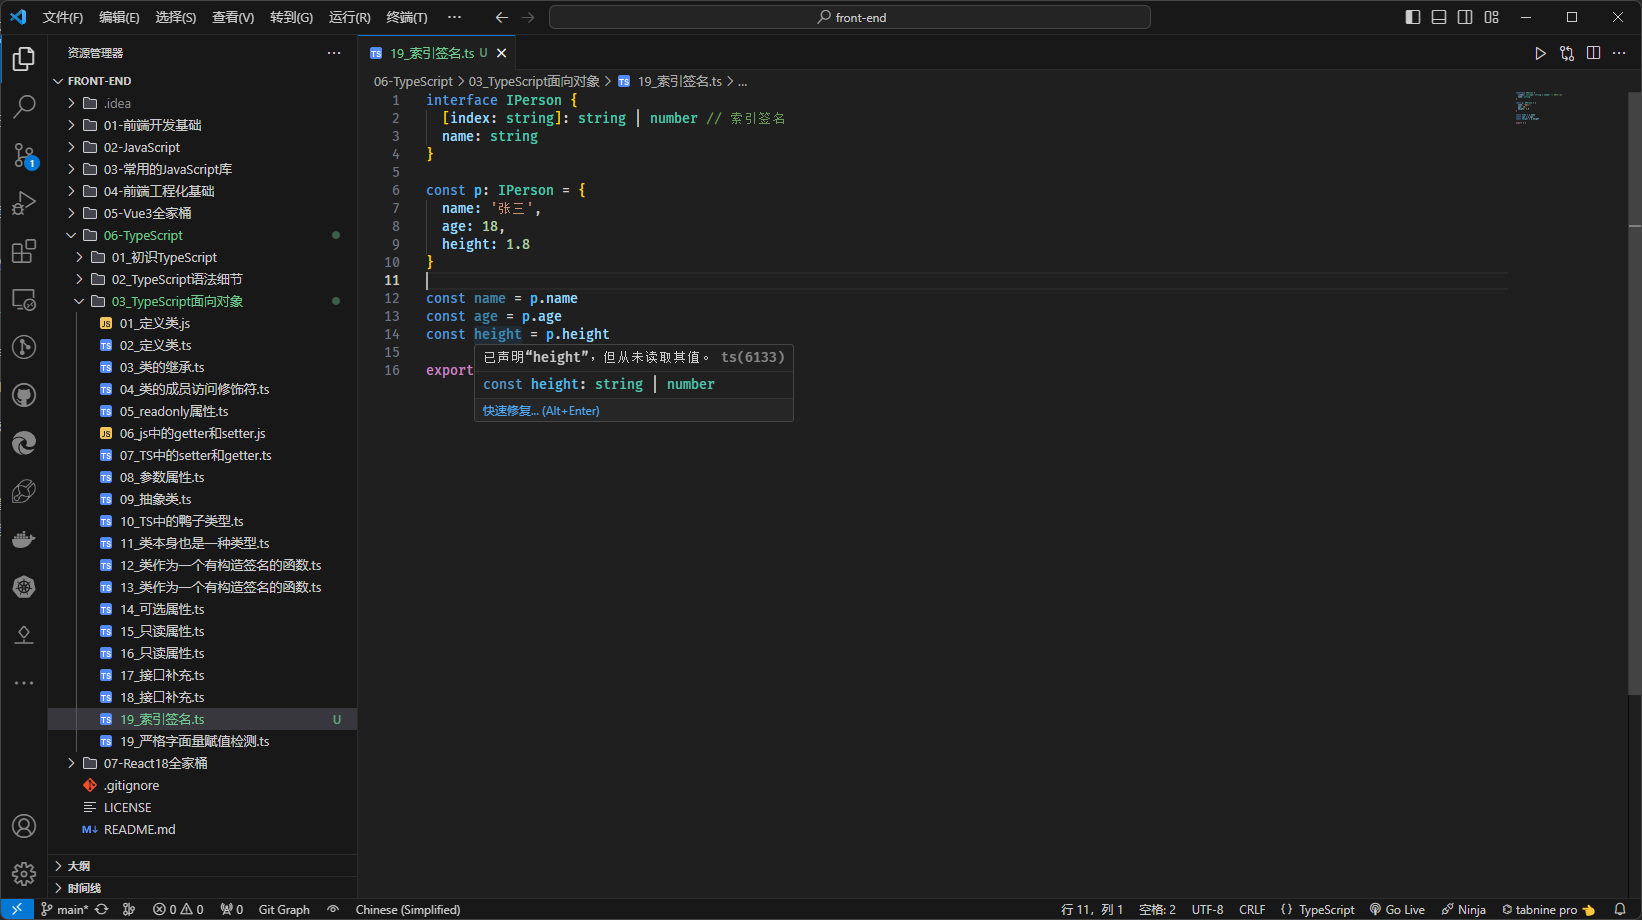 文件(F) 编辑(E) 选择(S) 查看(V) 转到(G) 运行(R) 终端(T) ··· front-end
资源管理器 ···
19_索引签名.ts U
FRONT-END
06-TypeScript > 03_TypeScript面向对象 > TS 19_索引签名.ts > ...
.idea
01-前端开发基础
02-JavaScript
03-常用的JavaScript库
04-前端工程化基础
05-Vue3全家桶
06-TypeScript
01_初识TypeScript
02_TypeScript语法细节
03_TypeScript面向对象
JS 01_定义类.js
TS 02_定义类.ts
TS 03_类的继承.ts
TS 04_类的成员访问修饰符.ts
TS 05_readonly属性.ts
JS 06_js中的getter和setter.js
TS 07_TS中的setter和getter.ts
TS 08_参数属性.ts
TS 09_抽象类.ts
TS 10_TS中的鸭子类型.ts
TS 11_类本身也是一种类型.ts
TS 12_类作为一个有构造签名的函数.ts
TS 13_类作为一个有构造签名的函数.ts
TS 14_可选属性.ts
TS 15_只读属性.ts
TS 16_只读属性.ts
TS 17_接口补充.ts
TS 18_接口补充.ts
TS 19_索引签名.ts U
TS 19_严格字面量赋值检测.ts
07-React18全家桶
.gitignore
LICENSE
M↓ README.md
大纲
时间线
1 interface IPerson {
2 [index: string]: string | number // 索引签名
3 name: string
4 }
5
6 const p: IPerson = {
7 name: '张三',
8 age: 18,
9 height: 1.8
10 }
11
12 const name = p.name
13 const age = p.age
14 const height = p.height
15
16 export
已声明“height”，但从未读取其值。 ts(6133)
const height: string | number
快速修复... (Alt+Enter)
1
main* 0 0 0 Git Graph Chinese (Simplified) 行 11，列 1 空格: 2 UTF-8 CRLF {} TypeScript Go Live Ninja tabnine pro